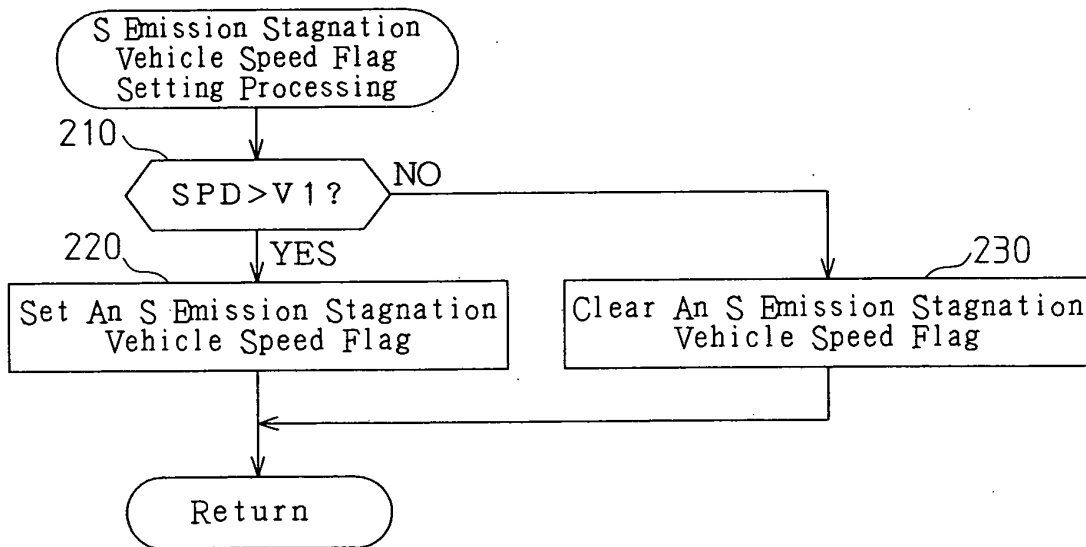 S Emission Stagnation
Vehicle Speed Flag
Setting Processing
210
SPD>V1?
NO
YES
220
Set An S Emission Stagnation
Vehicle Speed Flag
230
Clear An S Emission Stagnation
Vehicle Speed Flag
Return